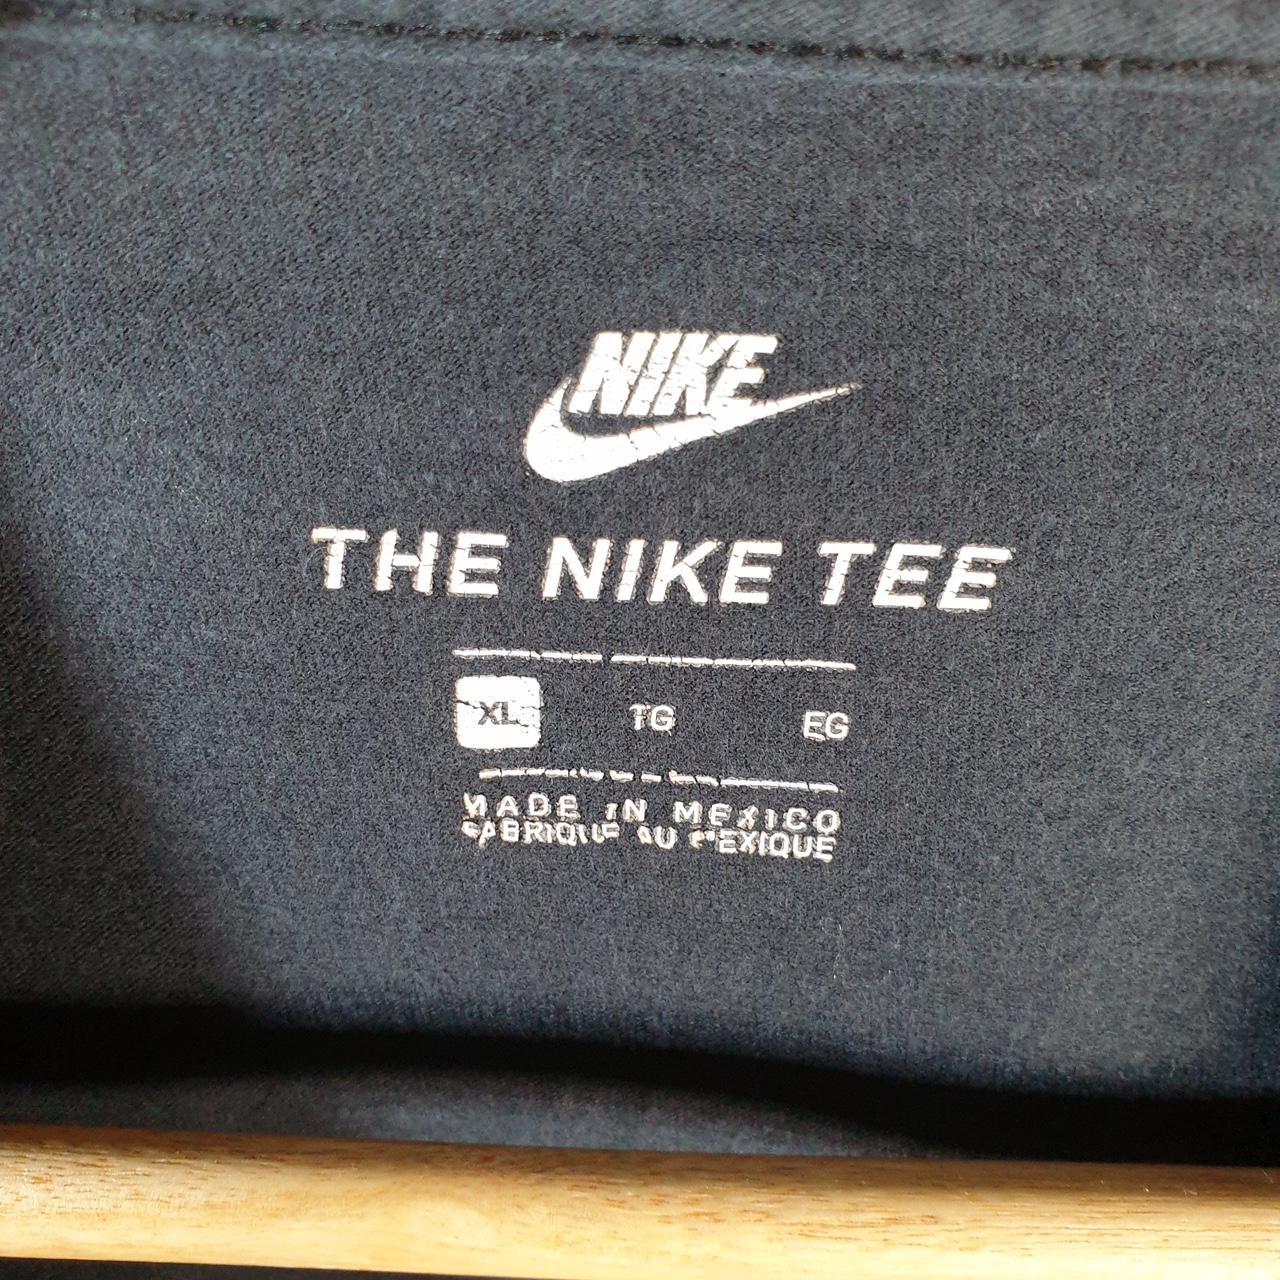 NIKE
THE NIKE TEE
XL TG EG
MADE IN MEXICO
FABRIQUE AU MEXIQUE